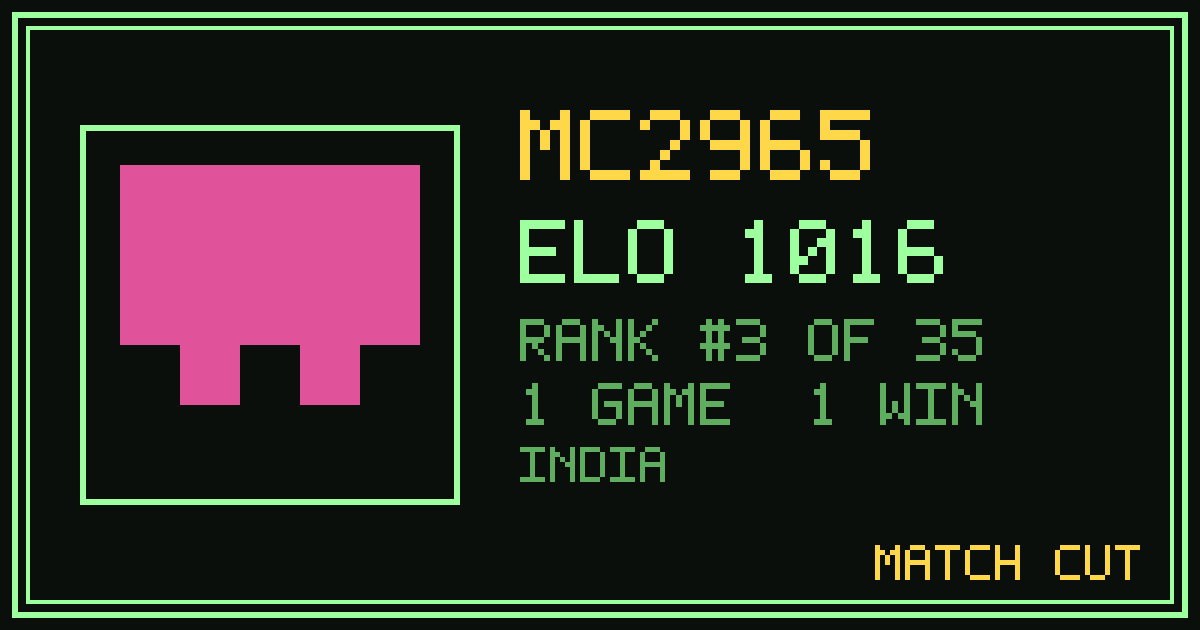 MC2965
ELO 1016
RANK #3 OF 35
1 GAME  1 WIN
INDIA
MATCH CUT